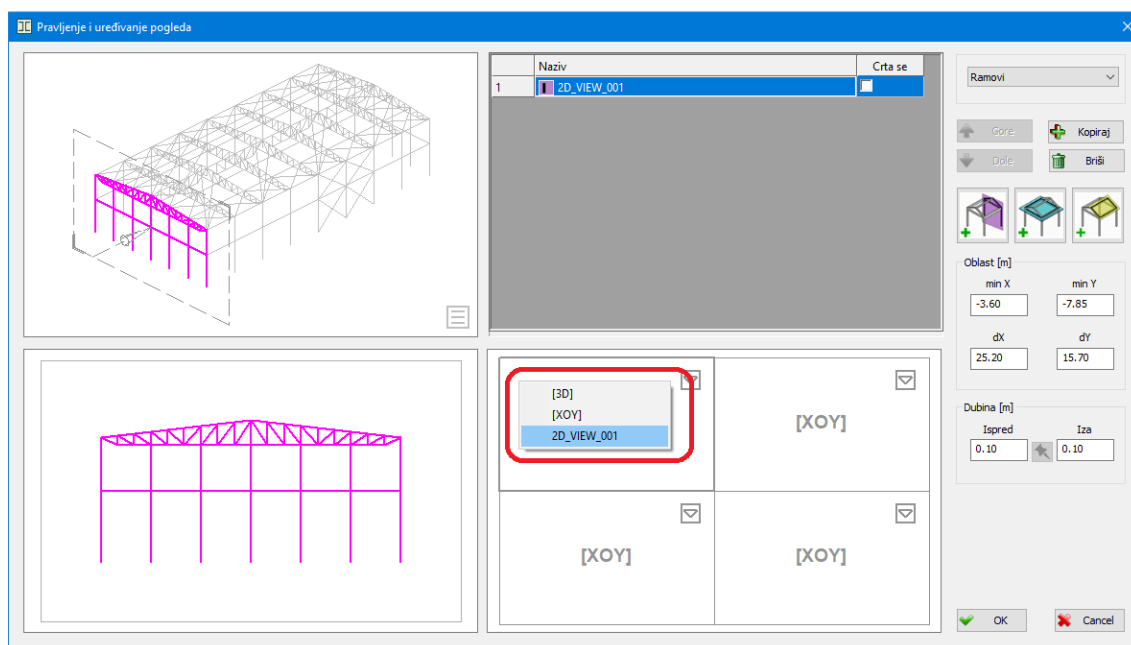 Pravljenje i uređivanje pogleda
Naziv Crta se
1 2D_VIEW_001
Ramovi
Gore Kopiraj
Dole Briši
Oblast [m]
min X min Y
-3.60 -7.85
dX dY
25.20 15.70
Dubina [m]
Ispred Iza
0.10 0.10
[3D]
[XOY]
2D_VIEW_001
[XOY]
[XOY]
[XOY]
OK Cancel